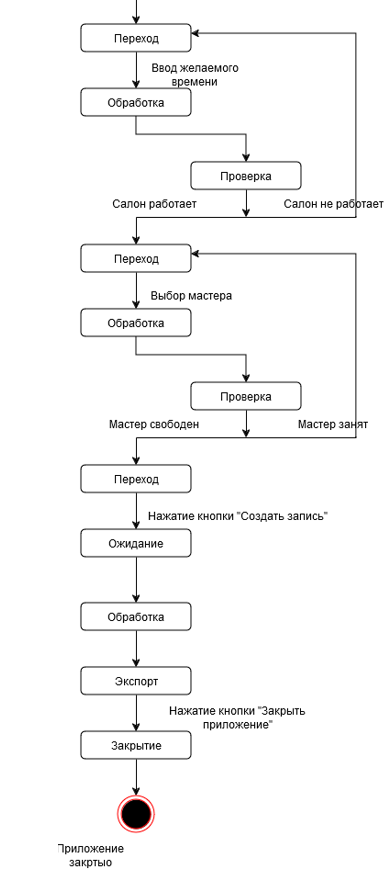 Переход
Ввод желаемого
времени
Обработка
Проверка
Салон работает
Салон не работает
Переход
Выбор мастера
Обработка
Проверка
Мастер свободен
Мастер занят
Переход
Нажатие кнопки "Создать запись"
Ожидание
Обработка
Экспорт
Нажатие кнопки "Закрыть
приложение"
Закрытие
Приложение
закртыо